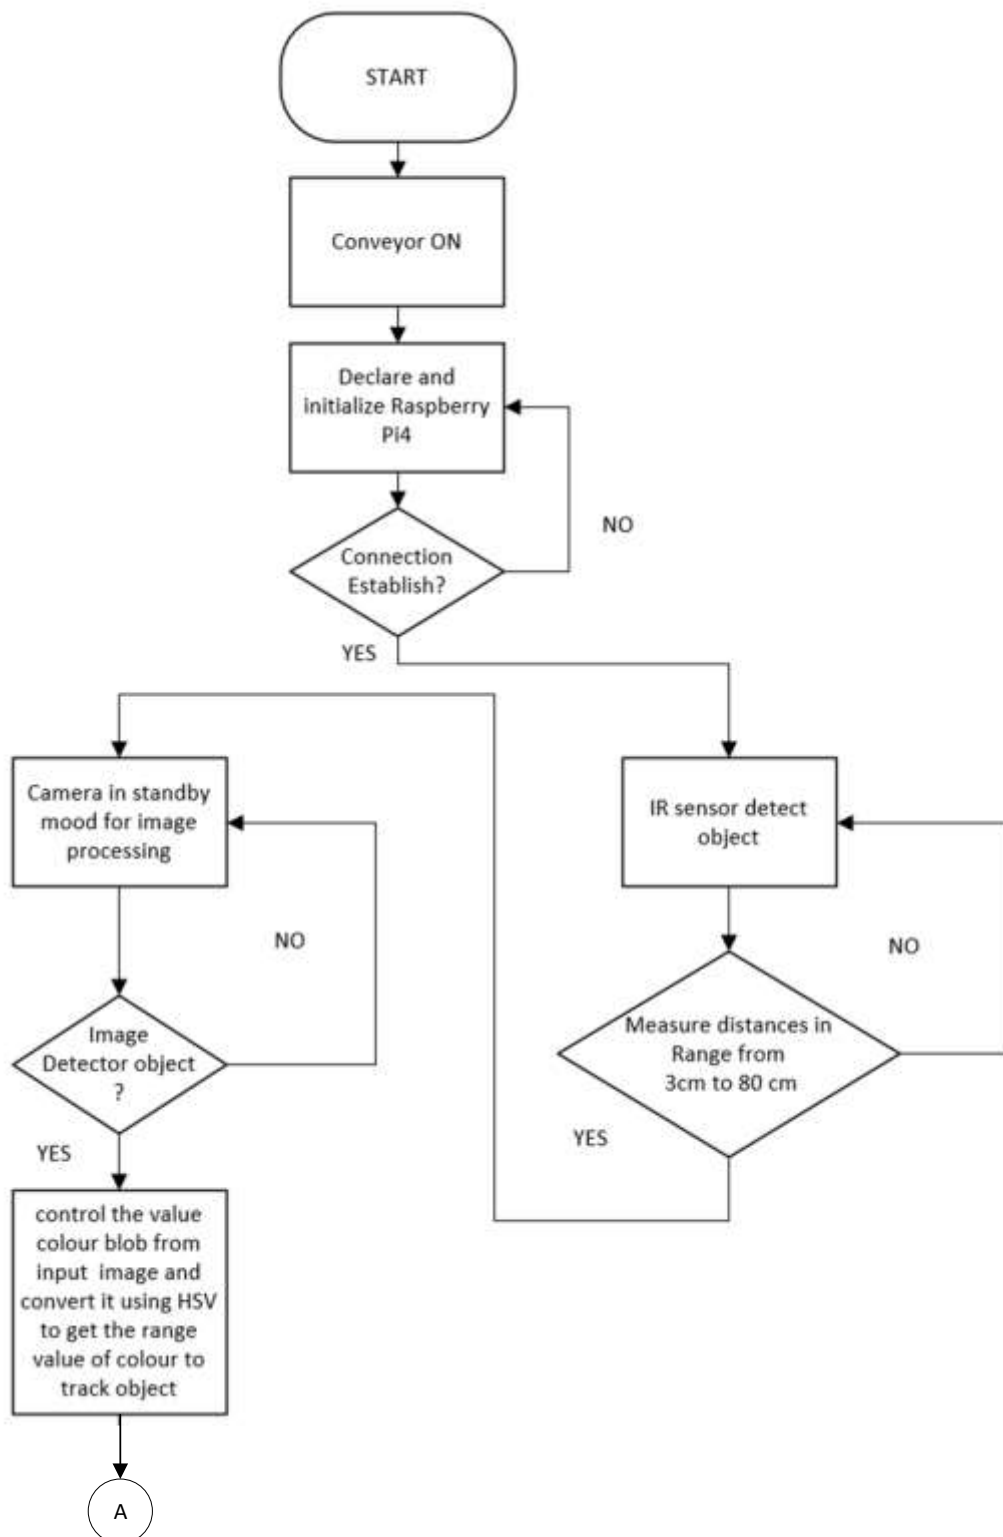 START
Conveyor ON
Declare and
initialize Raspberry
Pi4
NO
Connection
Establish?
YES
Camera in standby
mood for image
processing
IR sensor detect
object
NO
NO
Image
Detector object
?
Measure distances in
Range from
3cm to 80 cm
YES
YES
control the value
colour blob from
input image and
convert it using HSV
to get the range
value of colour to
track object
A